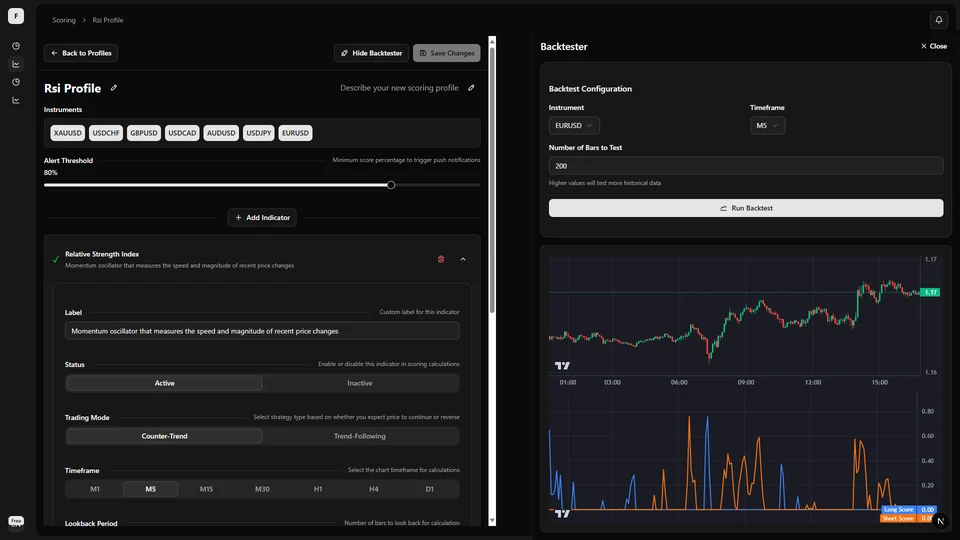 F
Scoring > Rsi Profile
Back to Profiles
Hide Backtester
Save Changes
Rsi Profile
Describe your new scoring profile
Instruments
XAUUSD USDCHF GBPUSD USDCAD AUDUSD USDJPY EURUSD
Alert Threshold
Minimum score percentage to trigger push notifications
80%
+ Add Indicator
Relative Strength Index
Momentum oscillator that measures the speed and magnitude of recent price changes
Label
Custom label for this indicator
Momentum oscillator that measures the speed and magnitude of recent price changes
Status
Enable or disable this indicator in scoring calculations
Active
Inactive
Trading Mode
Select strategy type based on whether you expect price to continue or reverse
Counter-Trend
Trend-Following
Timeframe
Select the chart timeframe for calculations
M1 M5 M15 M30 H1 H4 D1
Lookback Period
Number of bars to look back for calculation
Free
Backtester
Close
Backtest Configuration
Instrument
Timeframe
EURUSD
M5
Number of Bars to Test
200
Higher values will test more historical data
Run Backtest
1.17
1.17
1.16
01:00 03:00 06:00 09:00 12:00 15:00
0.80
0.60
0.40
0.20
Long Score 0.00
Short Score
N